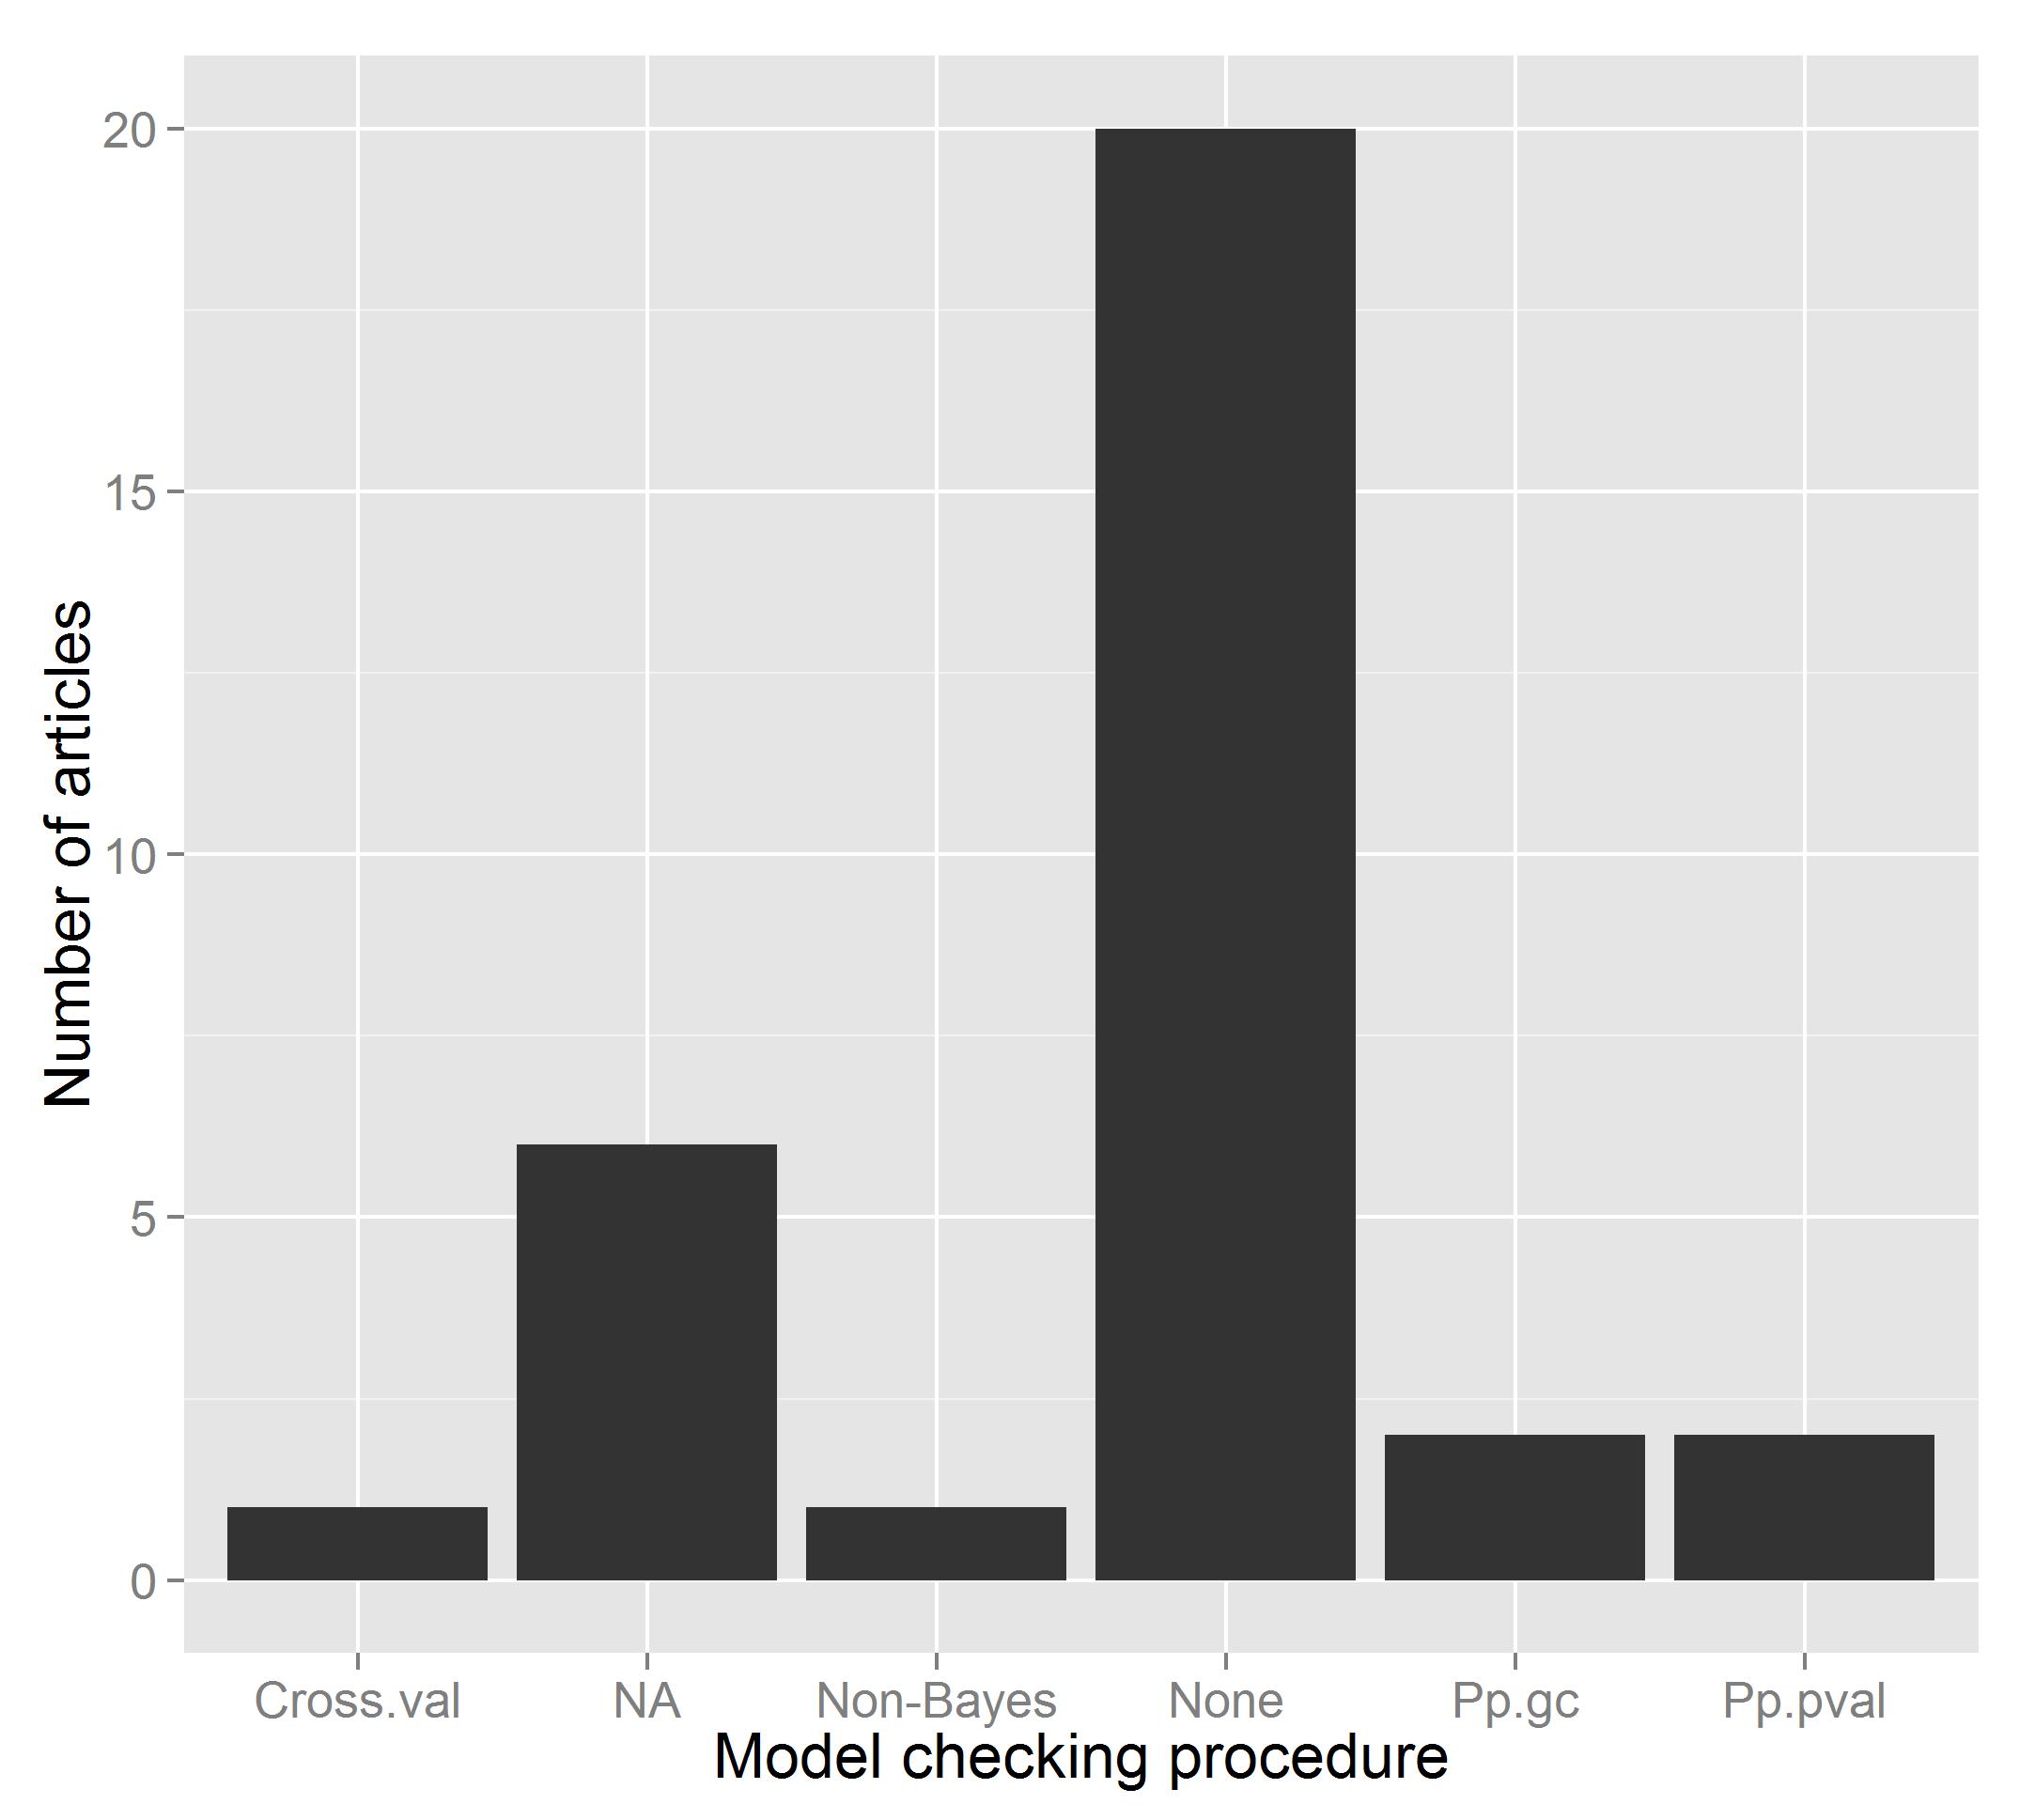 Number of articles
20
15
10
5
0
Cross.val NA Non-Bayes None Pp.gc Pp.pval
Model checking procedure